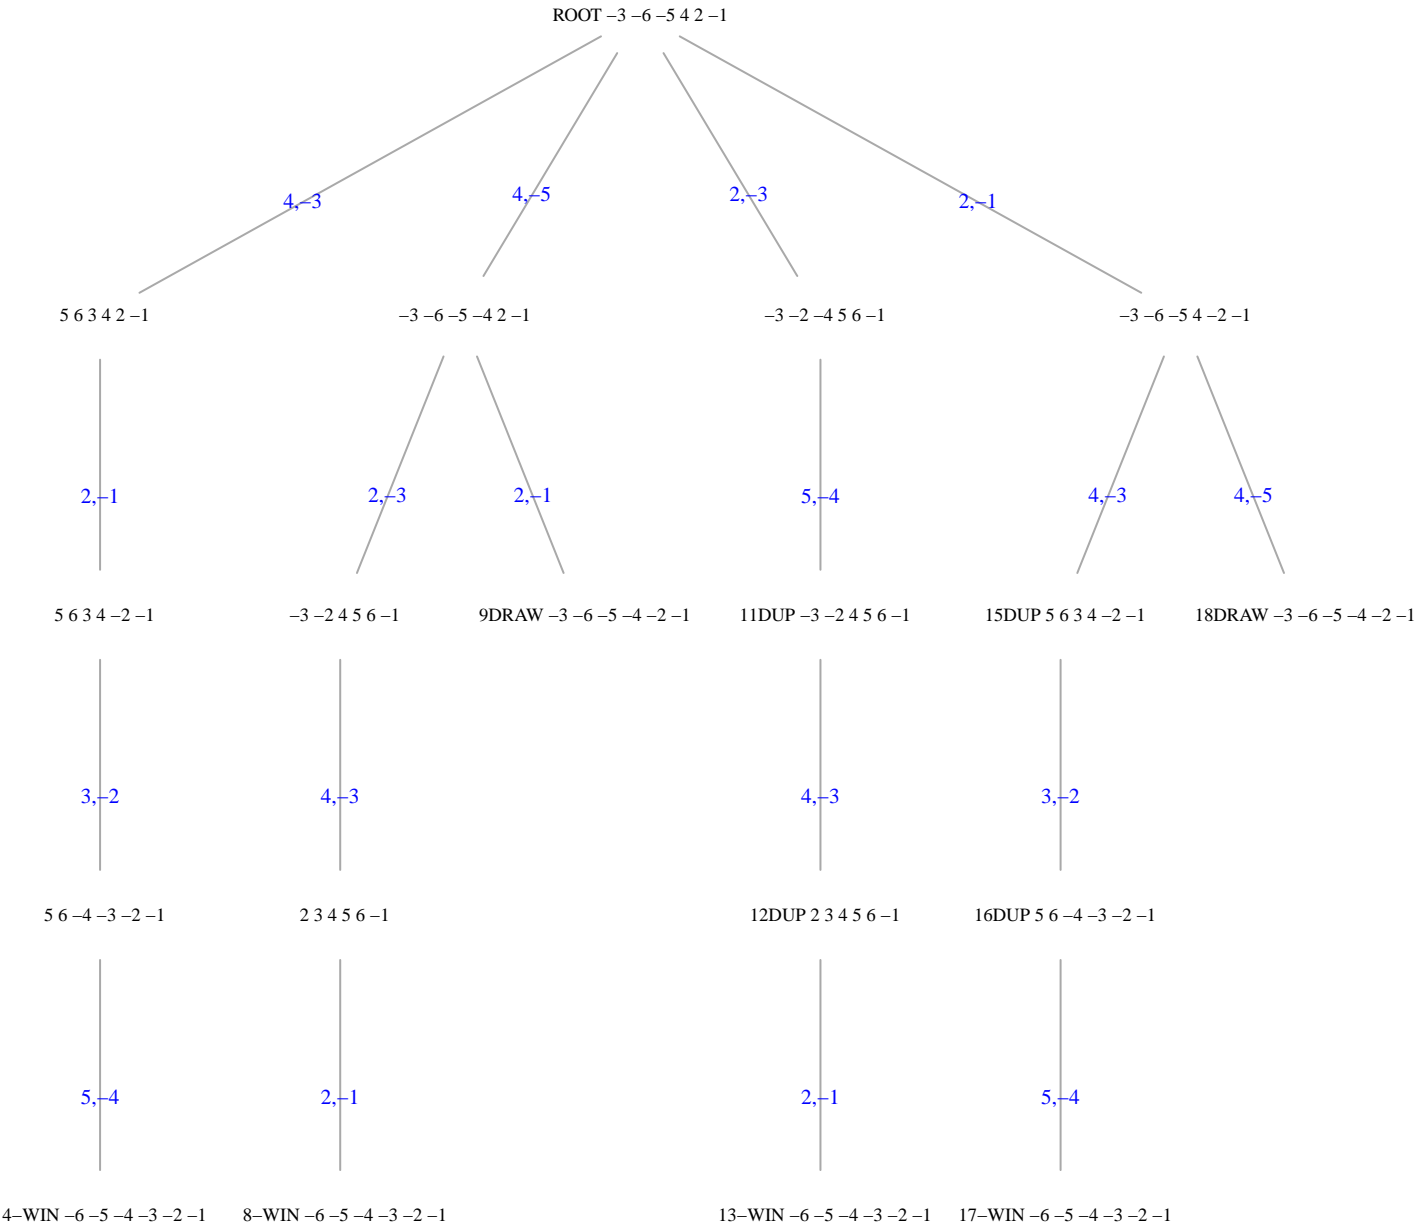 ROOT –3 –6 –5 4 2 –1
4,–3
4,–5
2,–3
2,–1
5 6 3 4 2 –1
–3 –6 –5 –4 2 –1
–3 –2 –4 5 6 –1
–3 –6 –5 4 –2 –1
2,–1
2,–3
2,–1
5,–4
4,–3
4,–5
5 6 3 4 –2 –1
–3 –2 4 5 6 –1
9DRAW –3 –6 –5 –4 –2 –1
11DUP –3 –2 4 5 6 –1
15DUP 5 6 3 4 –2 –1
18DRAW –3 –6 –5 –4 –2 –1
3,–2
4,–3
4,–3
3,–2
5 6 –4 –3 –2 –1
2 3 4 5 6 –1
12DUP 2 3 4 5 6 –1
16DUP 5 6 –4 –3 –2 –1
5,–4
2,–1
2,–1
5,–4
4–WIN –6 –5 –4 –3 –2 –1
8–WIN –6 –5 –4 –3 –2 –1
13–WIN –6 –5 –4 –3 –2 –1
17–WIN –6 –5 –4 –3 –2 –1